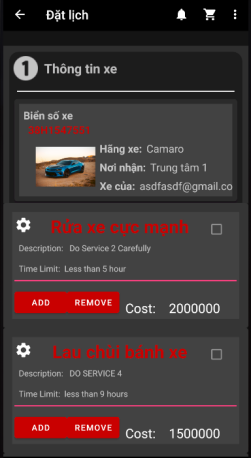 Đặt lịch
1 Thông tin xe
Biển số xe
Hãng xe: Camaro
Nơi nhận: Trung tâm 1
Xe của: asdfasdf@gmail.co
Rửa xe cực mạnh
Description: Do Service 2 Carefully
Time Limit: Less than 5 hour
ADD REMOVE Cost: 2000000
Lau chùi bánh xe
Description: DO SERVICE 4
Time Limit: less than 9 hours
ADD REMOVE Cost: 1500000